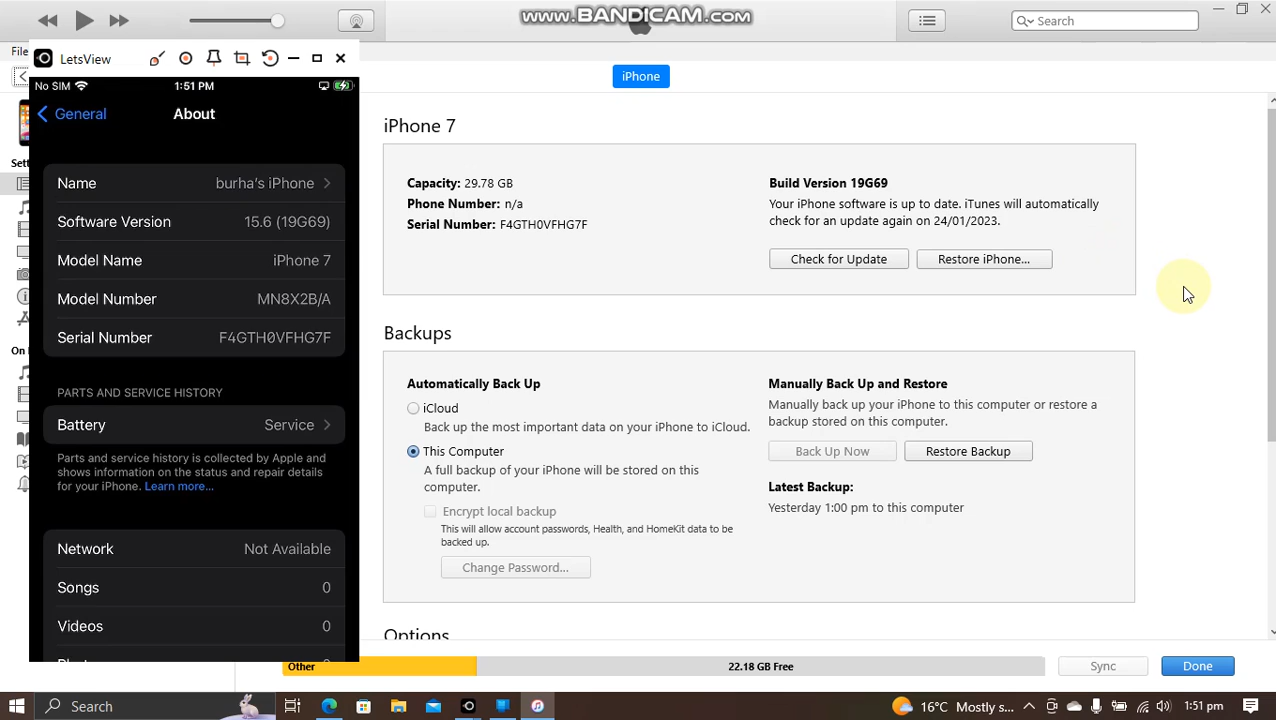 www.BANDICAM.com
Search
File
LetsView
No SIM 1:51 PM
General About
Name burha's iPhone
Software Version 15.6 (19G69)
Model Name iPhone 7
Model Number MN8X2B/A
Serial Number F4GTH0VFHG7F
PARTS AND SERVICE HISTORY
Battery Service
Parts and service history is collected by Apple and
shows information on the status and repair details
for your iPhone. Learn more...
Network Not Available
Songs 0
Videos 0
Sett
On
iPhone
iPhone 7
Capacity: 29.78 GB
Phone Number: n/a
Serial Number: F4GTH0VFHG7F
Build Version 19G69
Your iPhone software is up to date. iTunes will automatically
check for an update again on 24/01/2023.
Check for Update Restore iPhone...
Backups
Automatically Back Up
iCloud
Back up the most important data on your iPhone to iCloud.
This Computer
A full backup of your iPhone will be stored on this
computer.
Encrypt local backup
This will allow account passwords, Health, and HomeKit data to be
backed up.
Change Password...
Manually Back Up and Restore
Manually back up your iPhone to this computer or restore a
backup stored on this computer.
Back Up Now Restore Backup
Latest Backup:
Yesterday 1:00 pm to this computer
Options
Other 22.18 GB Free Sync Done
Search 16°C Mostly s... 1:51 pm